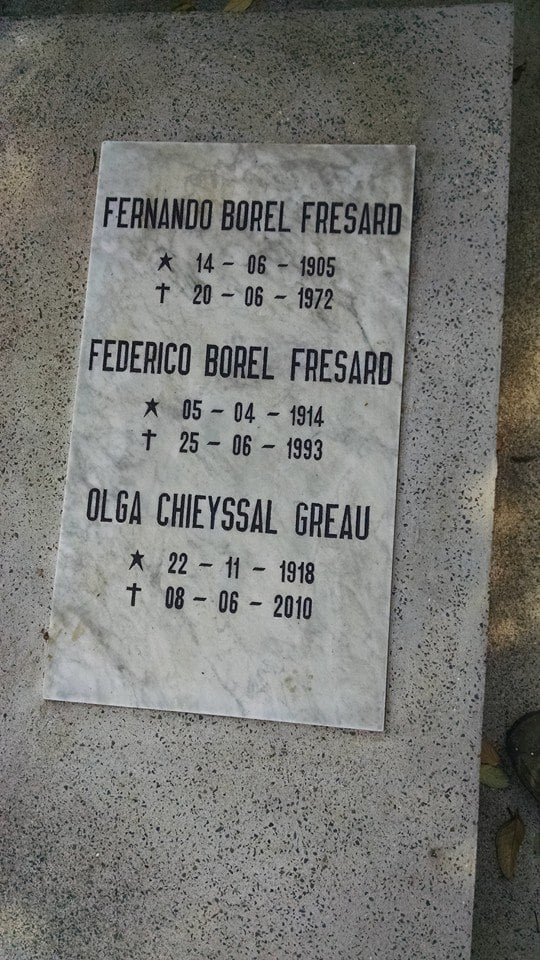 FERNANDO BOREL FRESARD
★ 14 - 06 - 1905
✝ 20 - 06 - 1972
FEDERICO BOREL FRESARD
★ 05 - 04 - 1914
✝ 25 - 06 - 1993
OLGA CHIEYSSAL GREAU
★ 22 - 11 - 1918
✝ 08 - 06 - 2010